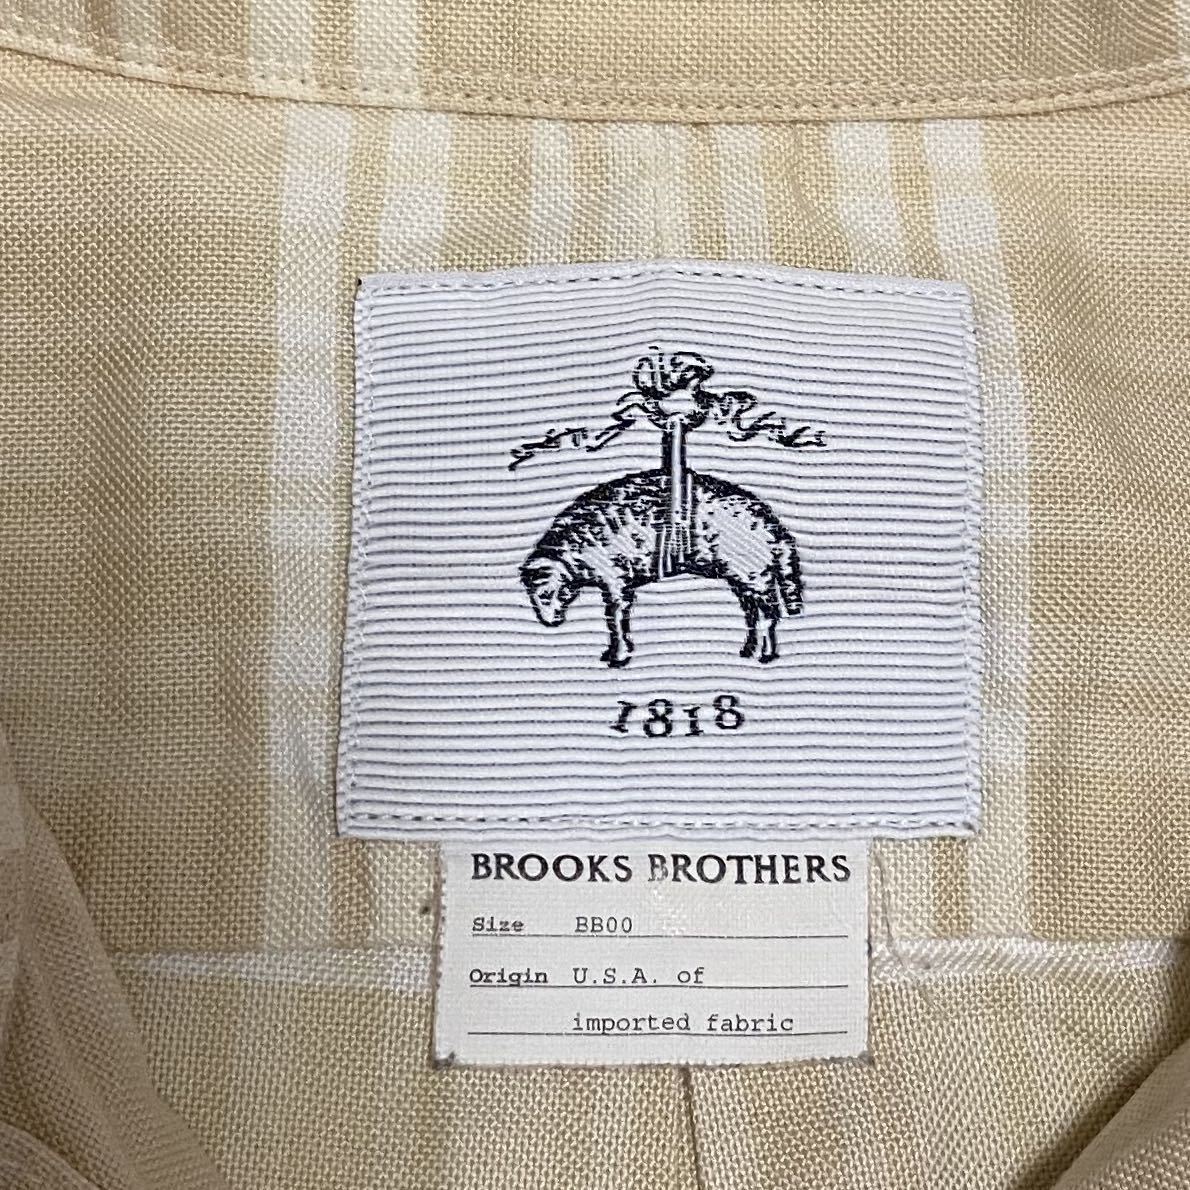 1818
BROOKS BROTHERS
Size BB00
Origin U.S.A. of
imported fabric